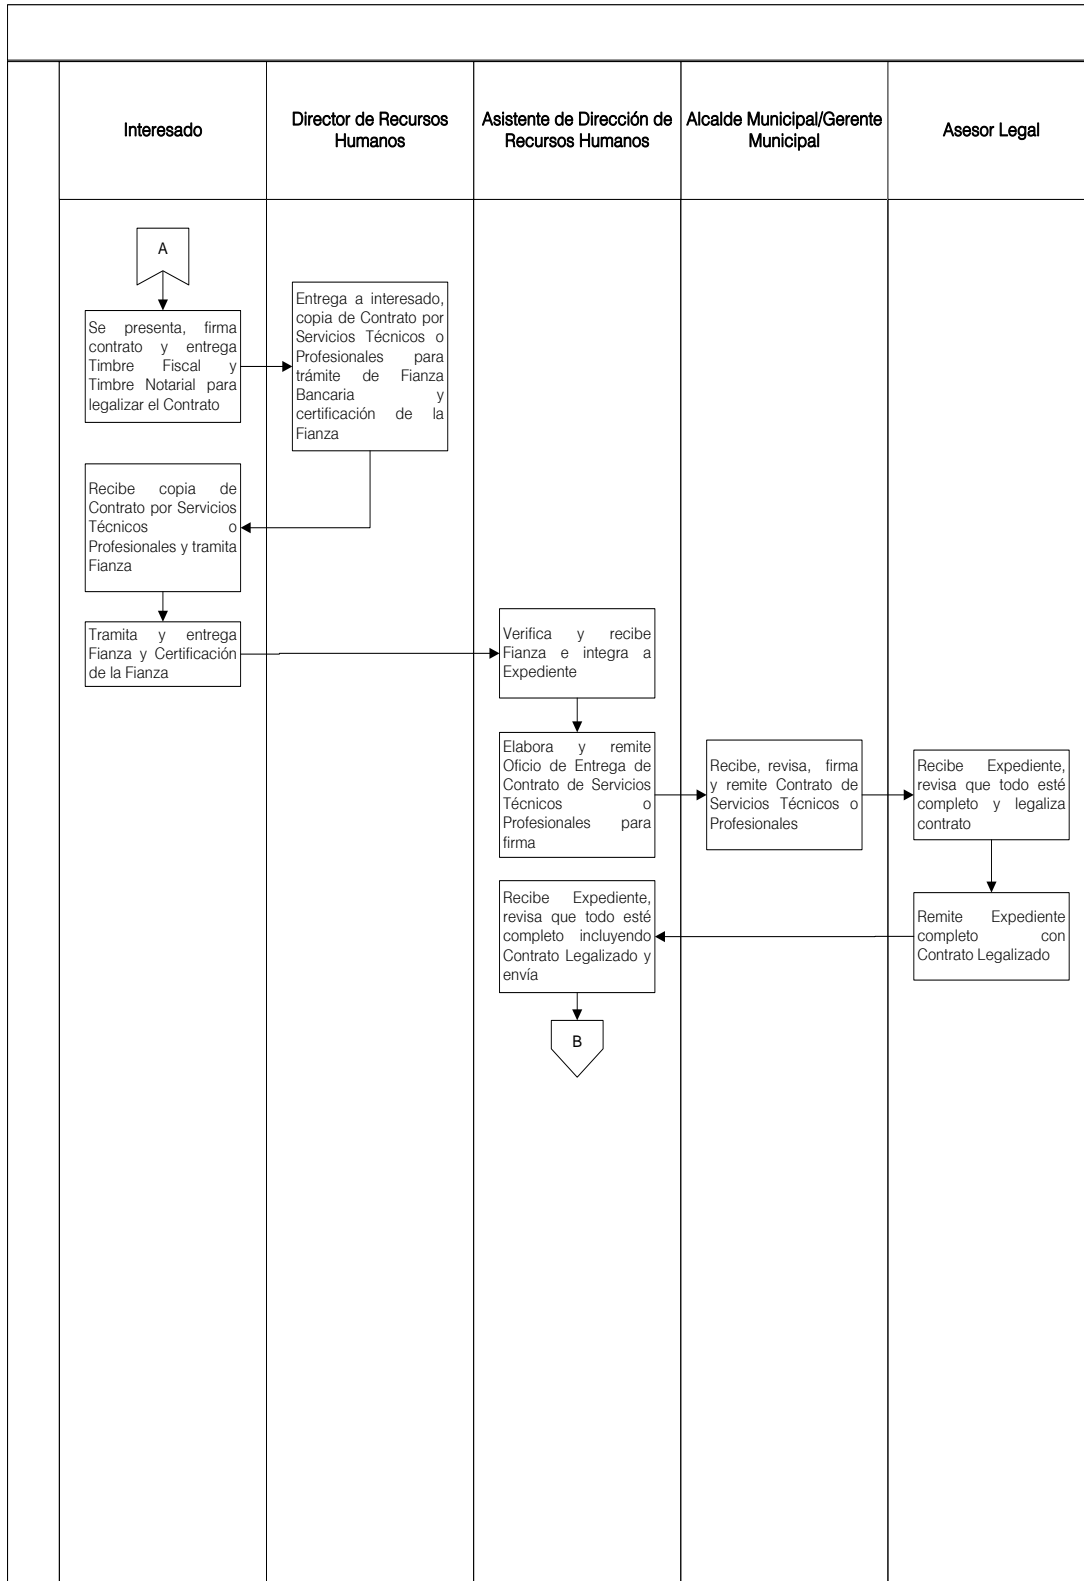 Interesado
Director de Recursos
Humanos
Asistente de Dirección de
Recursos Humanos
Alcalde Municipal/Gerente
Municipal
Asesor Legal
A
Se presenta, firma
contrato y entrega
Timbre Fiscal y
Timbre Notarial para
legalizar el Contrato
Entrega a interesado,
copia de Contrato por
Servicios Técnicos o
Profesionales para
trámite de Fianza
Bancaria y
certificación de la
Fianza
Recibe copia de
Contrato por Servicios
Técnicos o
Profesionales y tramita
Fianza
Tramita y entrega
Fianza y Certificación
de la Fianza
Verifica y recibe
Fianza e integra a
Expediente
Elabora y remite
Oficio de Entrega de
Contrato de Servicios
Técnicos o
Profesionales para
firma
Recibe, revisa, firma
y remite Contrato de
Servicios Técnicos o
Profesionales
Recibe Expediente,
revisa que todo esté
completo y legaliza
contrato
Remite Expediente
completo con
Contrato Legalizado
Recibe Expediente,
revisa que todo esté
completo incluyendo
Contrato Legalizado y
envía
B